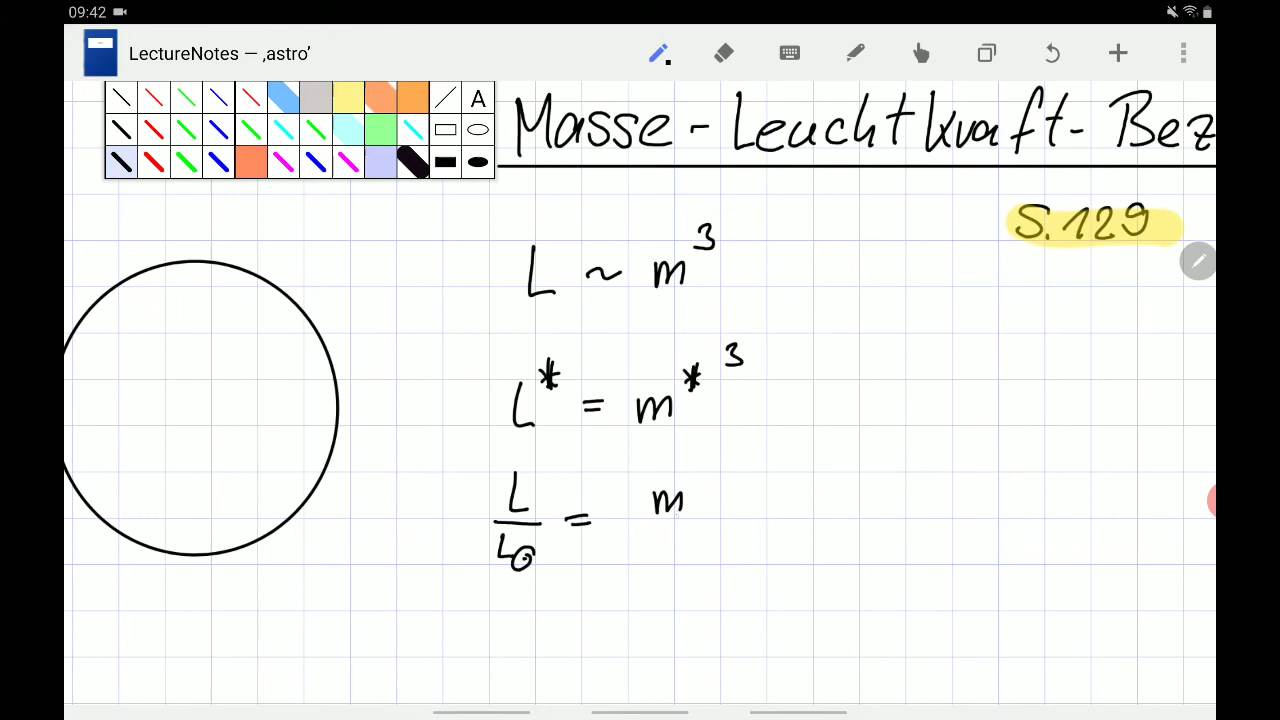 09:42
LectureNotes — ‚astro’
A
Masse-Leuchtkraft-Bez
S. 129
L ~ m³
L* = m*³
L/L⊙ = m